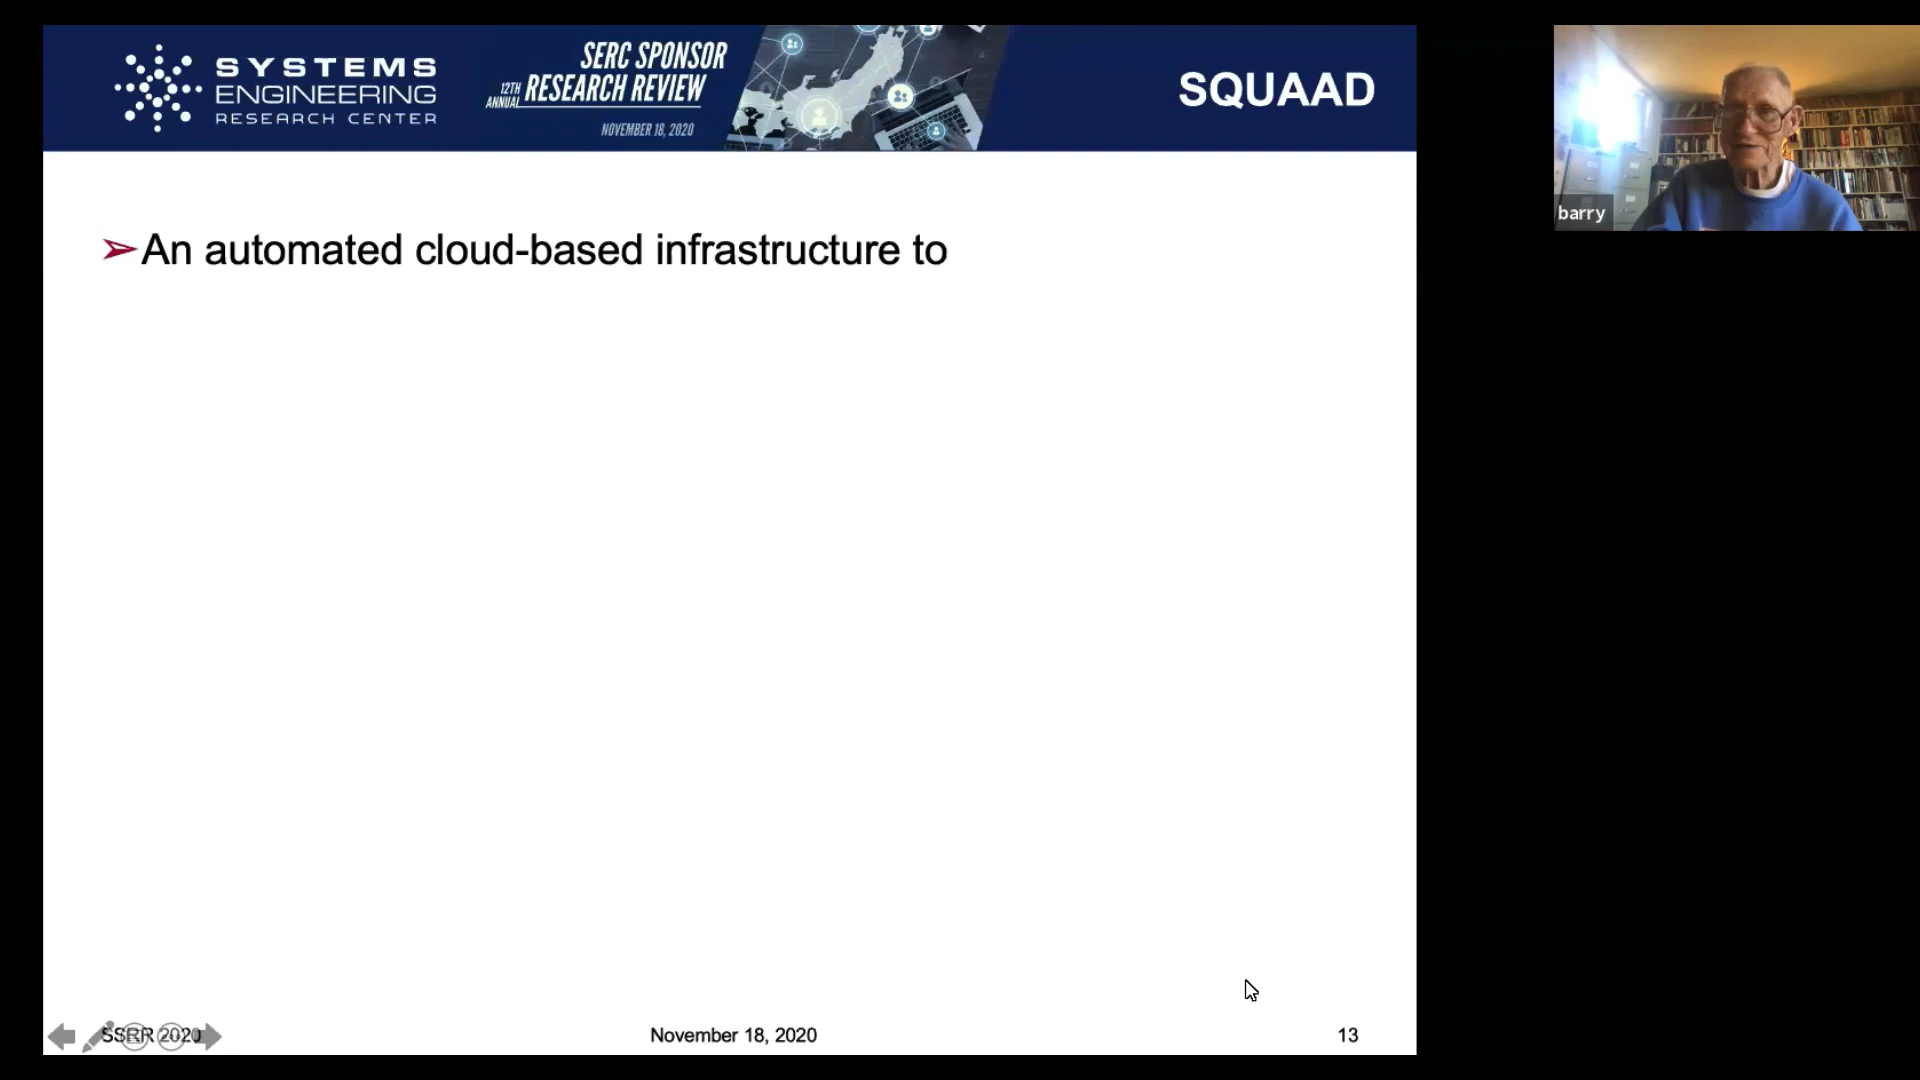 SYSTEMS
ENGINEERING
RESEARCH CENTER
SERC SPONSOR
12TH ANNUAL RESEARCH REVIEW
NOVEMBER 18, 2020
SQUAAD
barry
➢An automated cloud-based infrastructure to
SSRR 2020
November 18, 2020
13